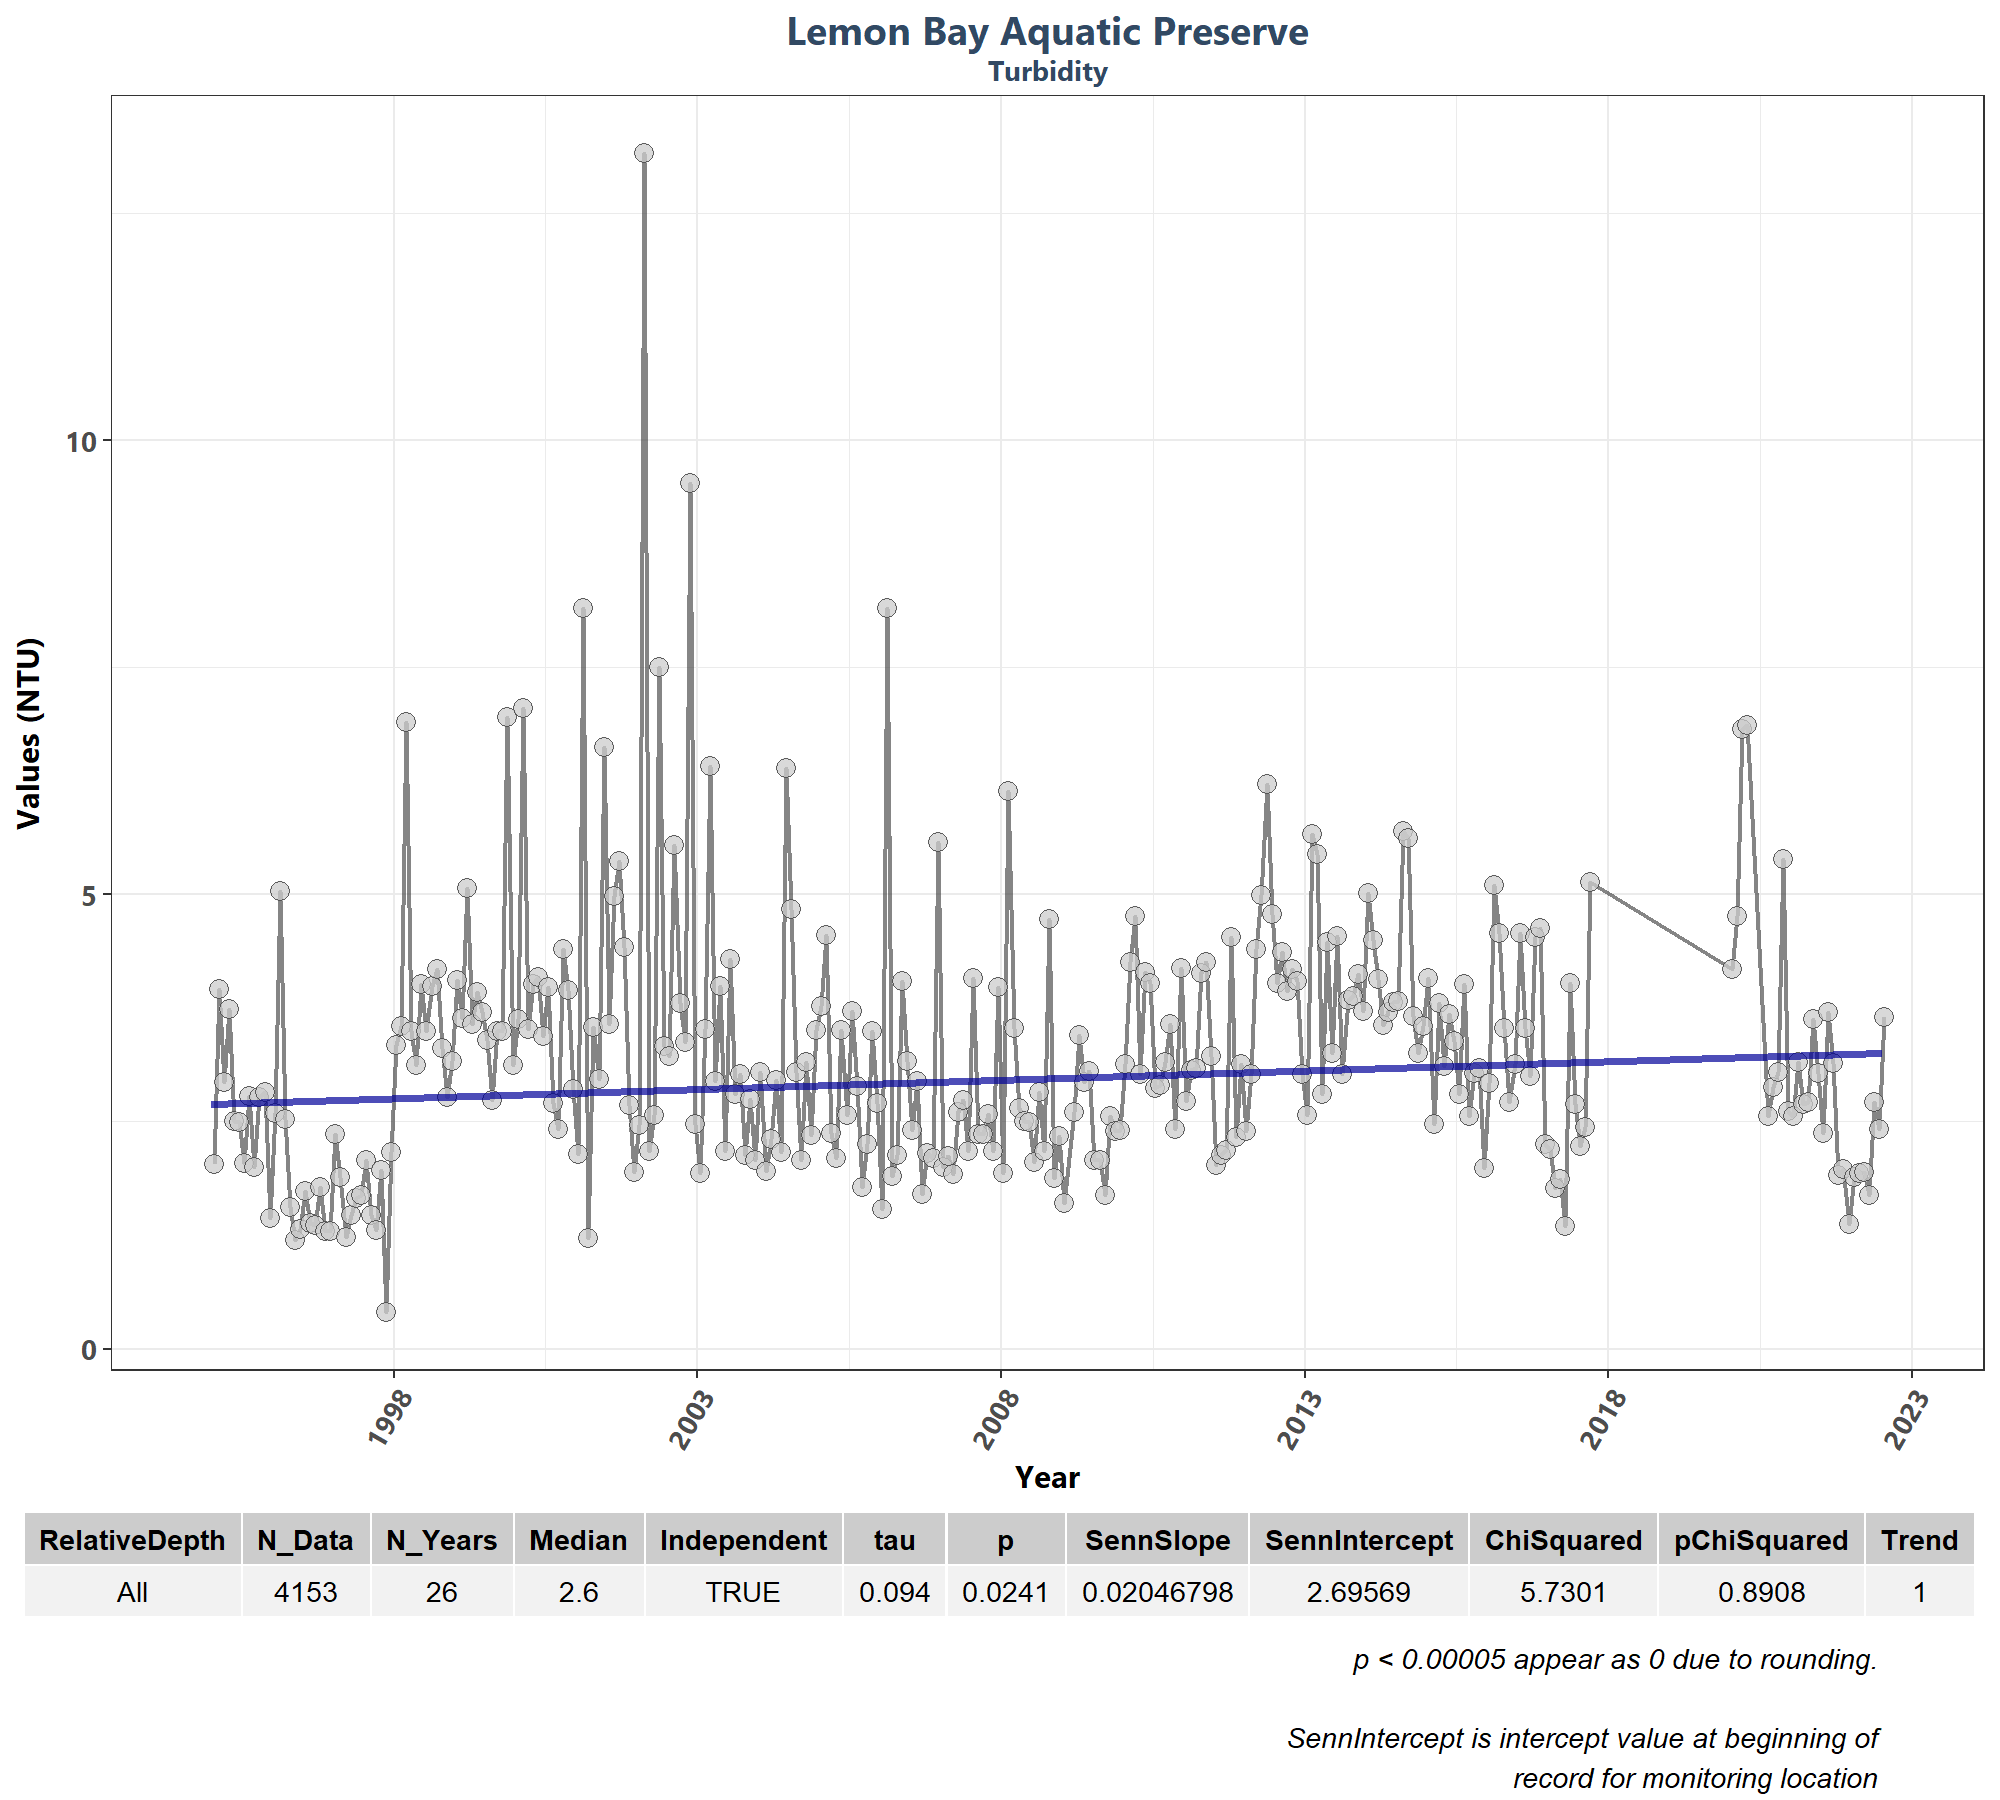 Lemon Bay Aquatic Preserve
Turbidity
Values (NTU)
10
5
0
1998 2003 2008 2013 2018 2023
Year
RelativeDepth N_Data N_Years Median Independent tau p SennSlope SennIntercept ChiSquared pChiSquared Trend
All 4153 26 2.6 TRUE 0.094 0.0241 0.02046798 2.69569 5.7301 0.8908 1
p < 0.00005 appear as 0 due to rounding.
SennIntercept is intercept value at beginning of
record for monitoring location